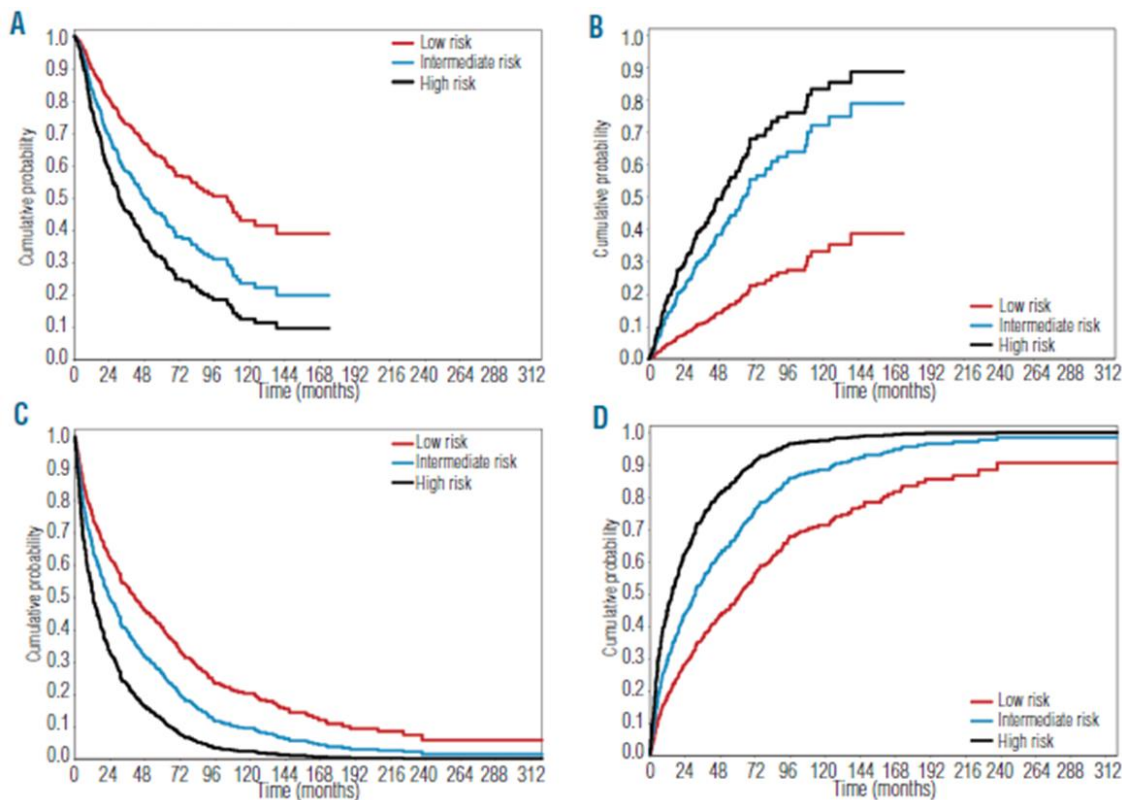 A
1.0
0.9
0.8
0.7
0.6
0.5
0.4
0.3
0.2
0.1
0.0
Cumulative probability
Low risk
Intermediate risk
High risk
0 24 48 72 96 120 144 168 192 216 240 264 288 312
Time (months)
B
1.0
0.9
0.8
0.7
0.6
0.5
0.4
0.3
0.2
0.1
0.0
Cumulative probability
Low risk
Intermediate risk
High risk
0 24 48 72 96 120 144 168 192 216 240 264 288 312
Time (months)
C
1.0
0.9
0.8
0.7
0.6
0.5
0.4
0.3
0.2
0.1
0.0
Cumulative probability
Low risk
Intermediate risk
High risk
0 24 48 72 96 120 144 168 192 216 240 264 288 312
Time (months)
D
1.0
0.9
0.8
0.7
0.6
0.5
0.4
0.3
0.2
0.1
0.0
Cumulative probability
Low risk
Intermediate risk
High risk
0 24 48 72 96 120 144 168 192 216 240 264 288 312
Time (months)